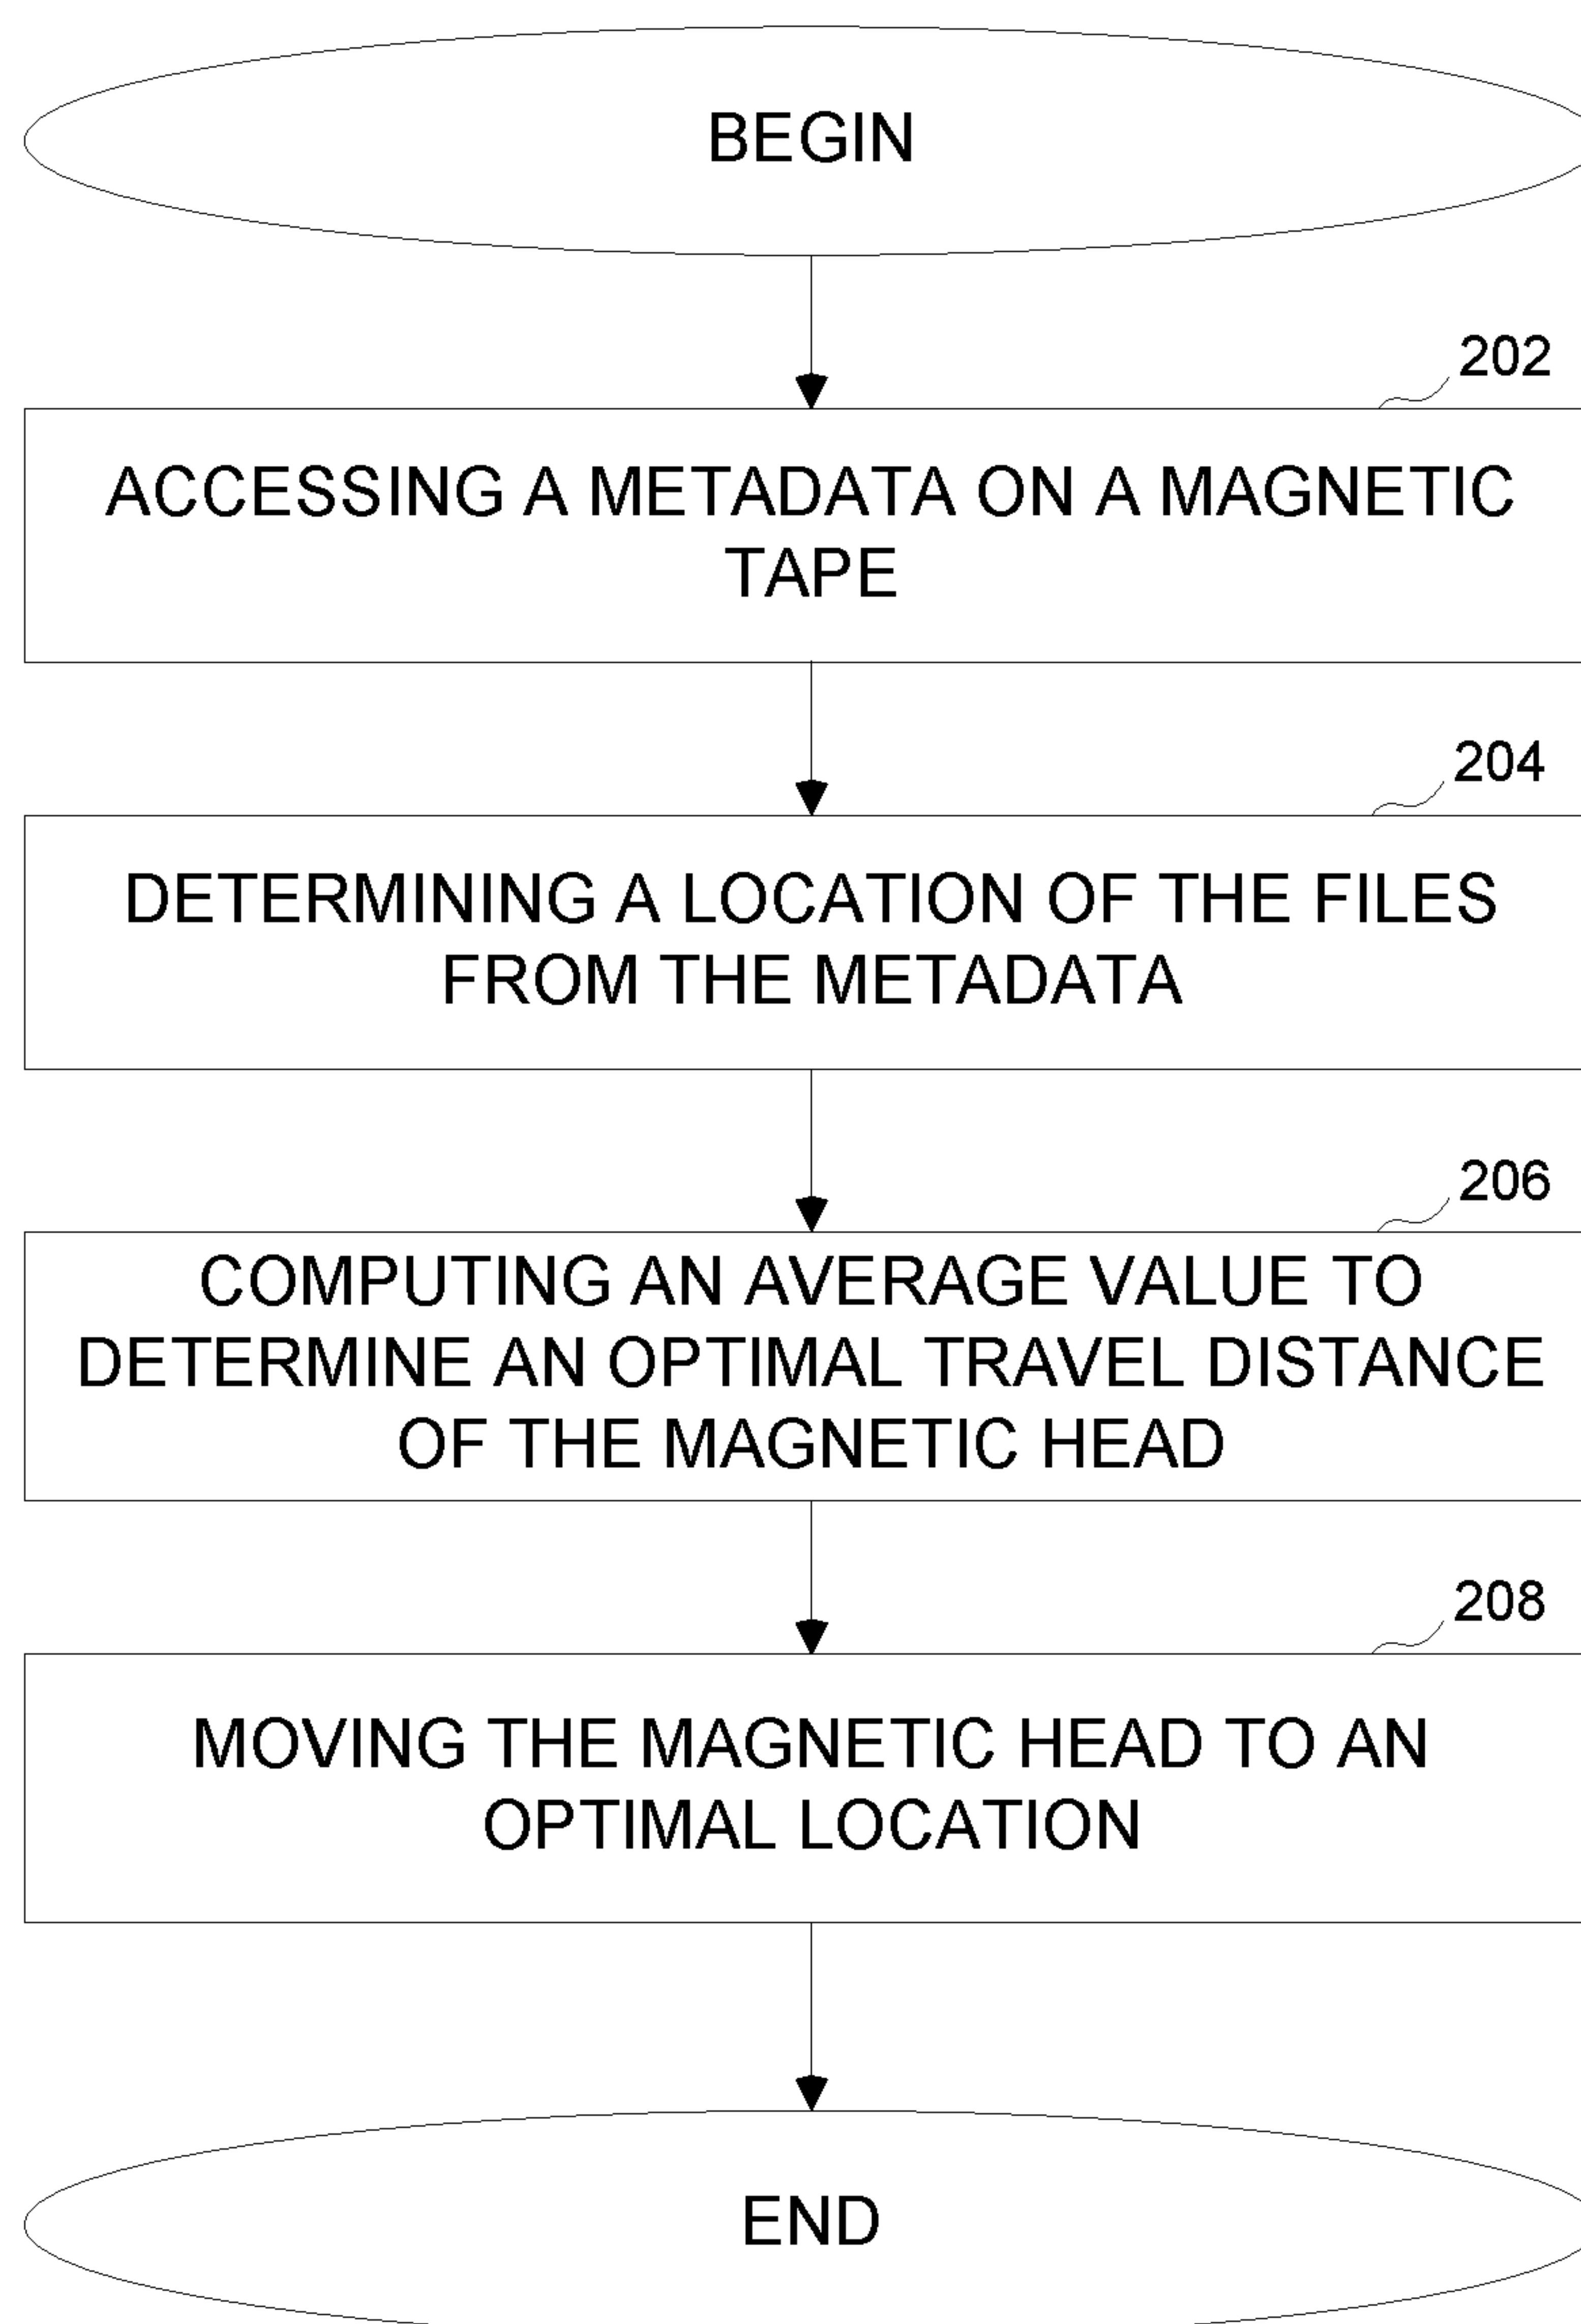 BEGIN
202
ACCESSING A METADATA ON A MAGNETIC
TAPE
204
DETERMINING A LOCATION OF THE FILES
FROM THE METADATA
206
COMPUTING AN AVERAGE VALUE TO
DETERMINE AN OPTIMAL TRAVEL DISTANCE
OF THE MAGNETIC HEAD
208
MOVING THE MAGNETIC HEAD TO AN
OPTIMAL LOCATION
END